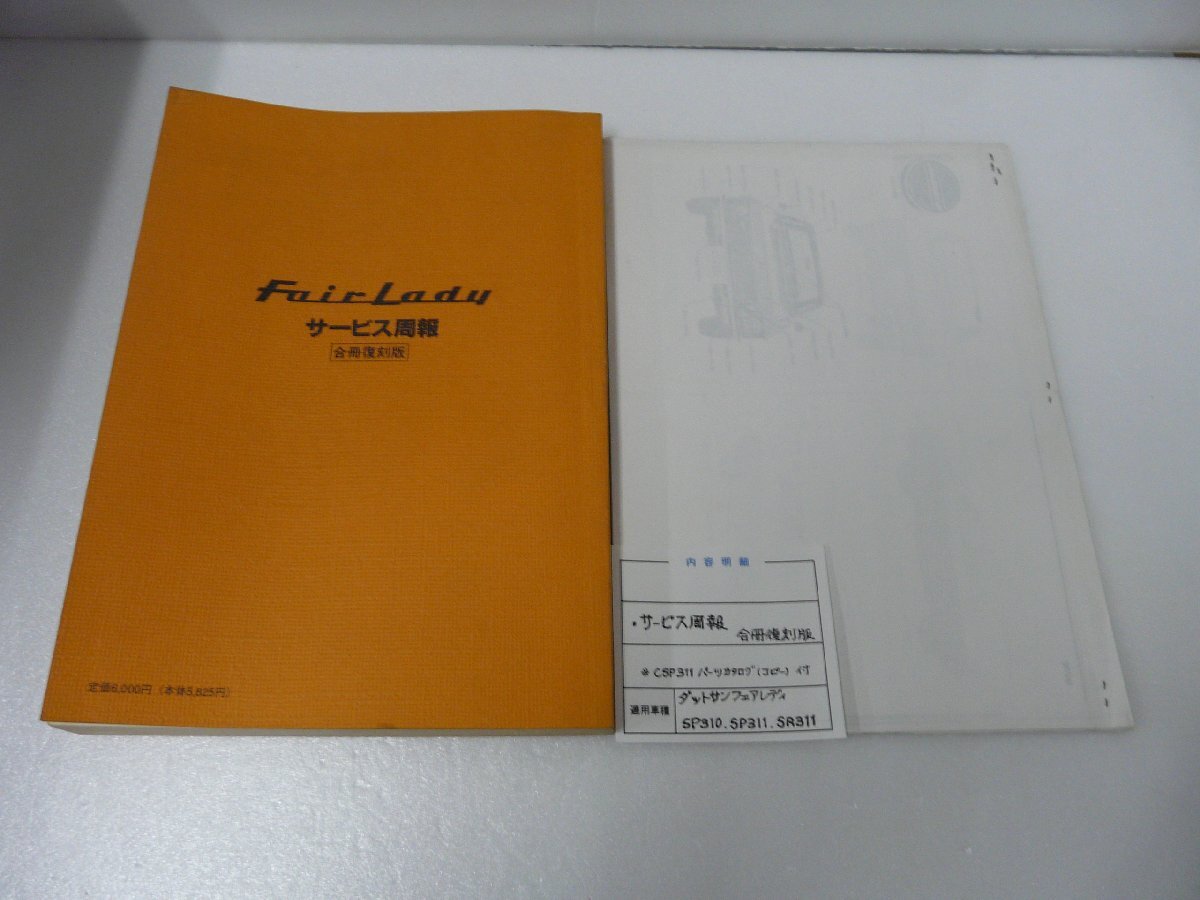 Fair Lady
サービス周報
合冊復刻版
定価6,000円（本体5,825円）
内容明細
・サービス周報
合冊復刻版
※CSP311 パーツカタログ(コピー)付
適用車種
ダットサンフェアレディ
SP310.SP311.SR311